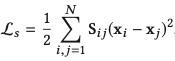 $\mathcal{L}_s = \frac{1}{2} \sum_{i,j=1}^{N} \mathbf{S}_{ij} (\mathbf{x}_i - \mathbf{x}_j)^2,$